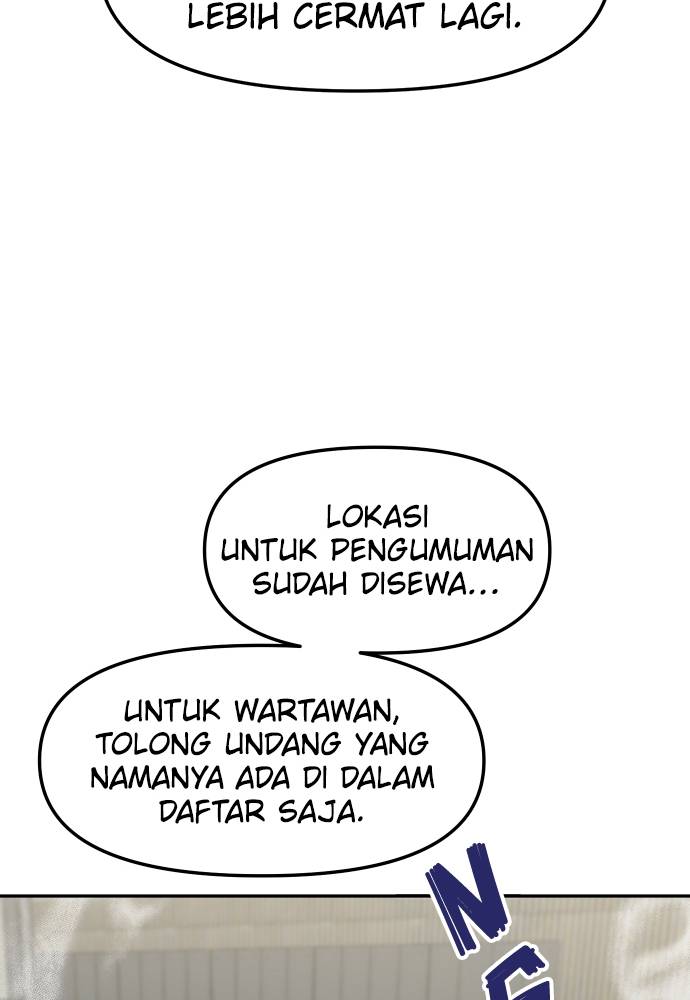 LEBIH CERMAT LAGI.
LOKASI
UNTUK PENGUMUMAN
SUDAH DISEWA...
UNTUK WARTAWAN,
TOLONG UNDANG YANG
NAMANYA ADA DI DALAM
DAFTAR SAJA.
N
G